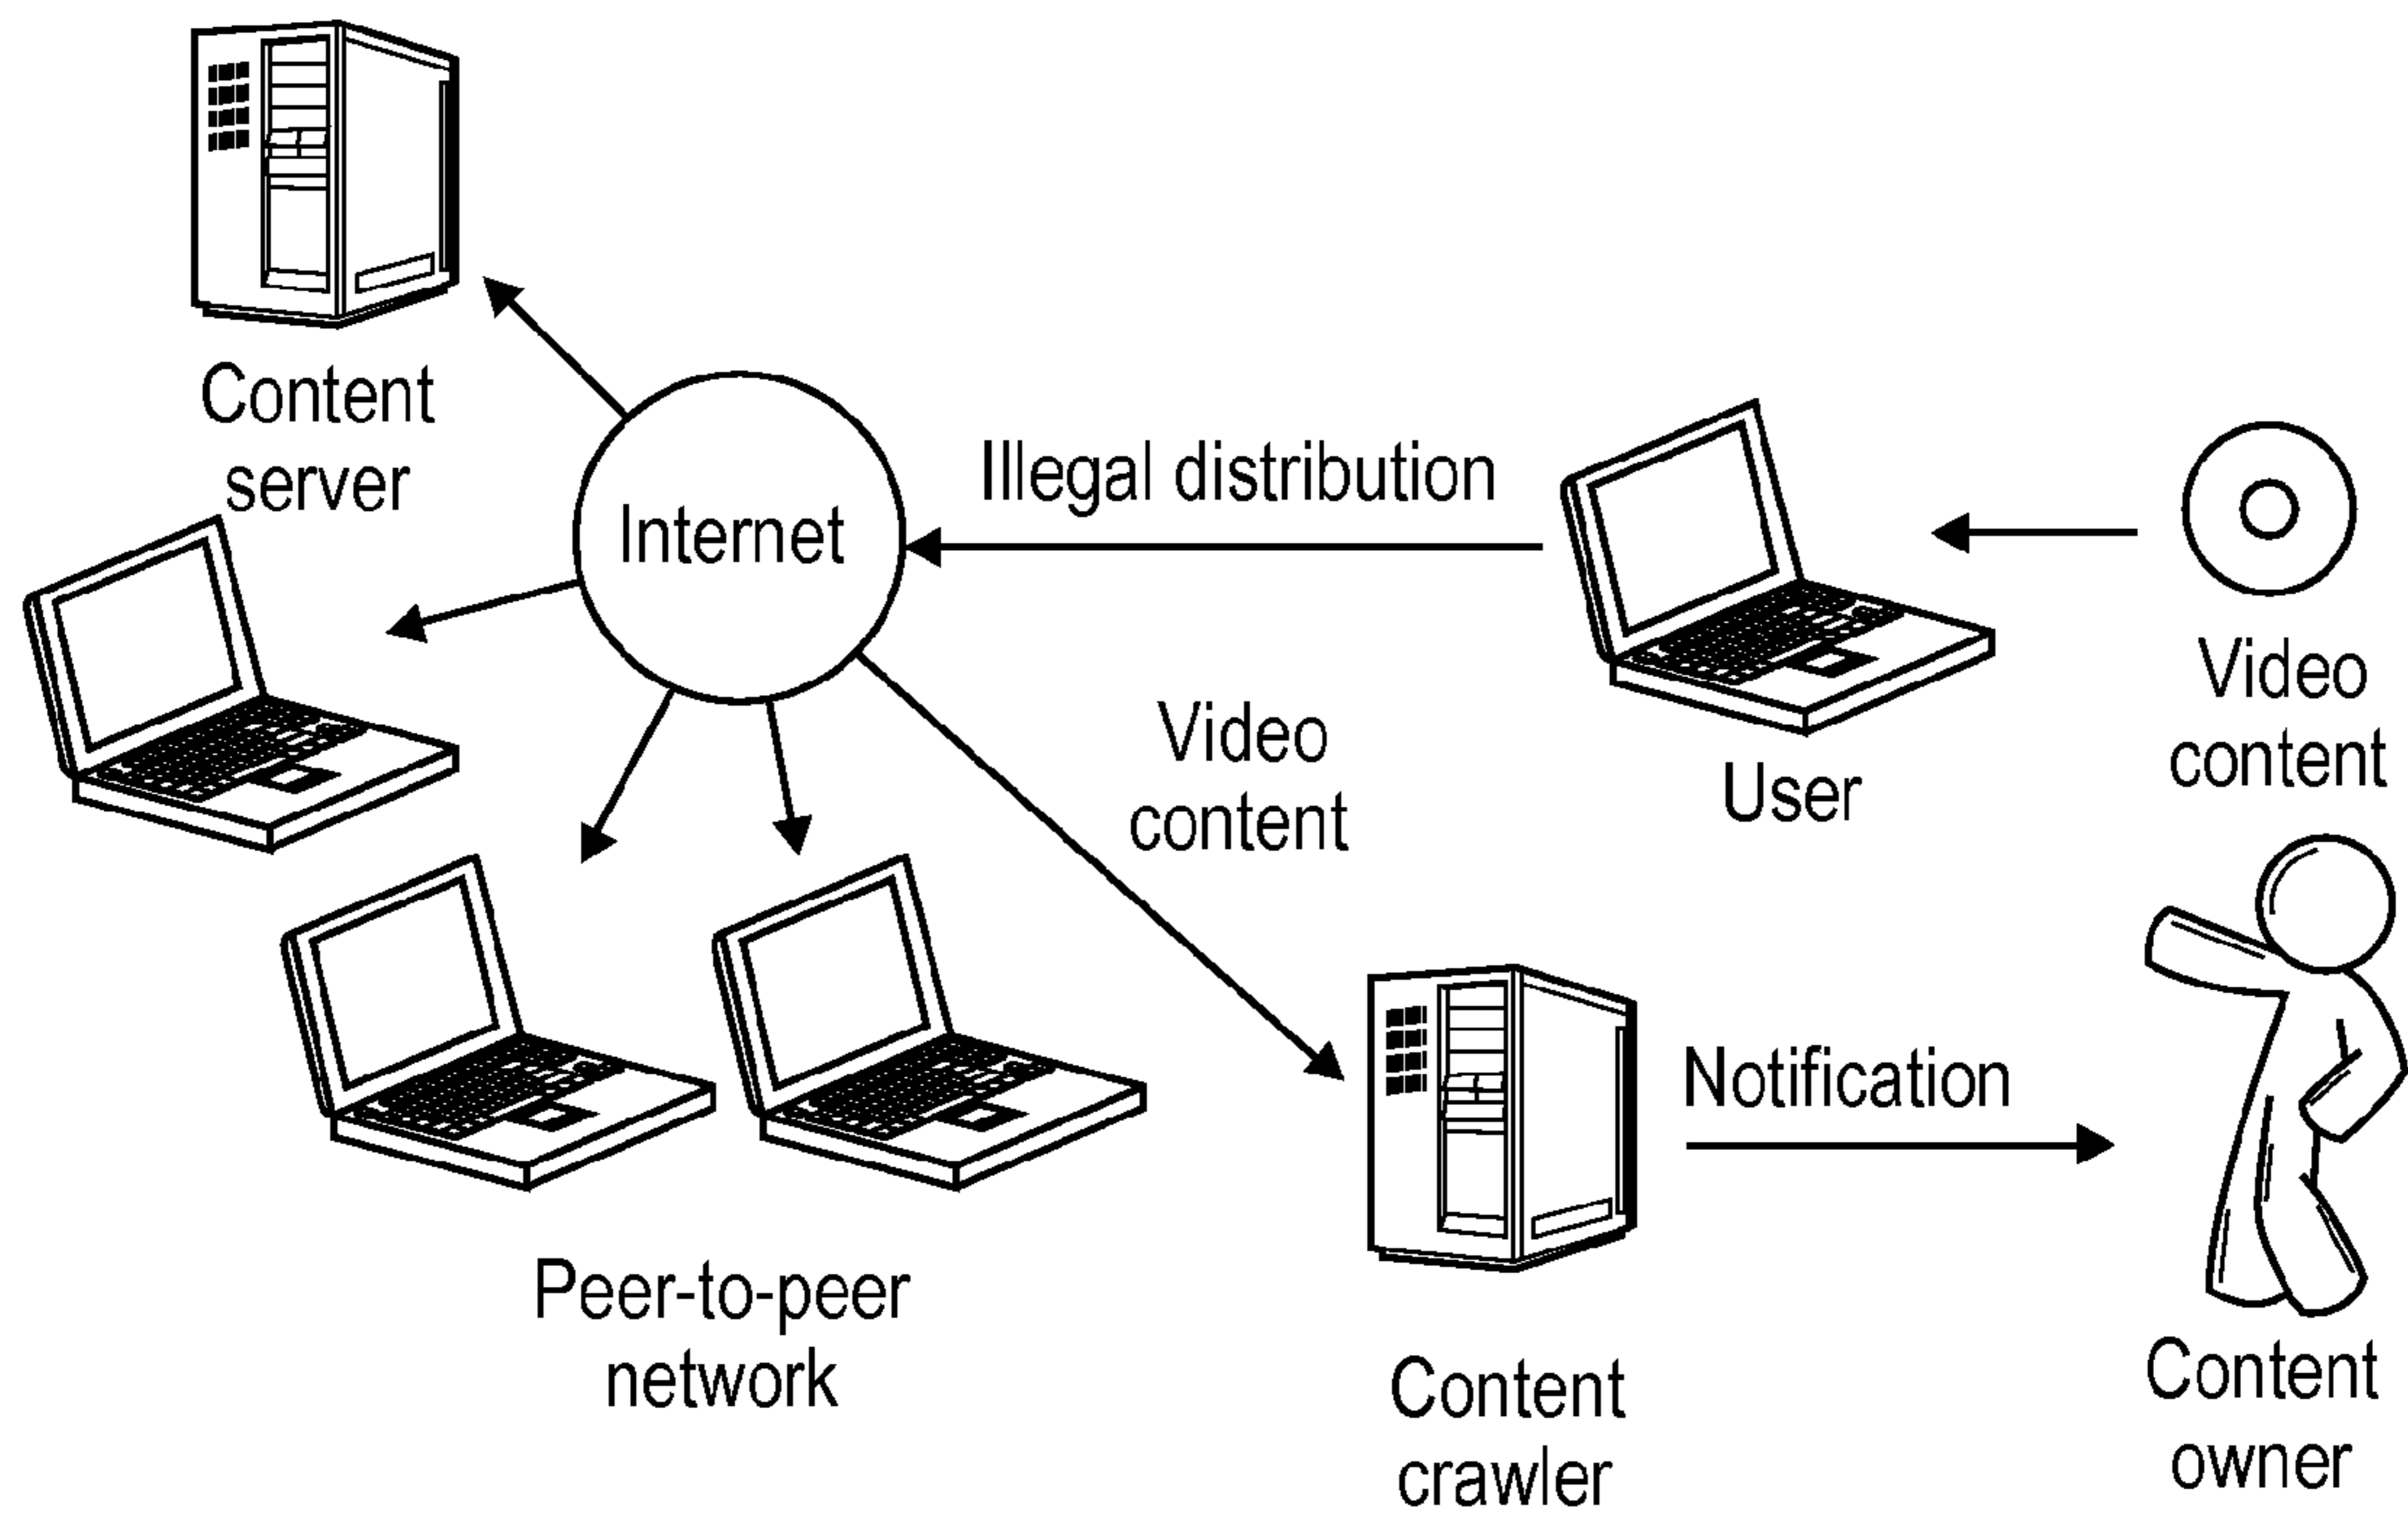 Content
server
Internet
Illegal distribution
User
Video
content
Video
content
Peer-to-peer
network
Content
crawler
Notification
Content
owner